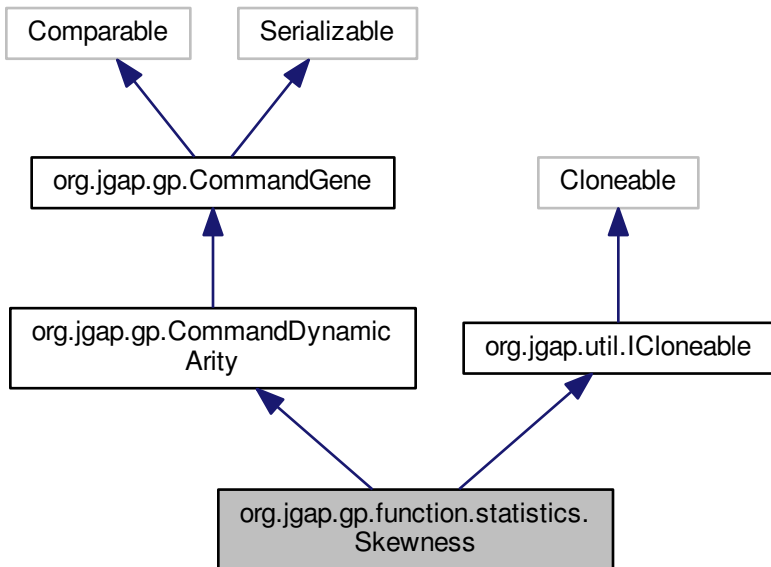 Comparable
Serializable
org.jgap.gp.CommandGene
Cloneable
org.jgap.gp.CommandDynamic
Arity
org.jgap.util.ICloneable
org.jgap.gp.function.statistics.
Skewness